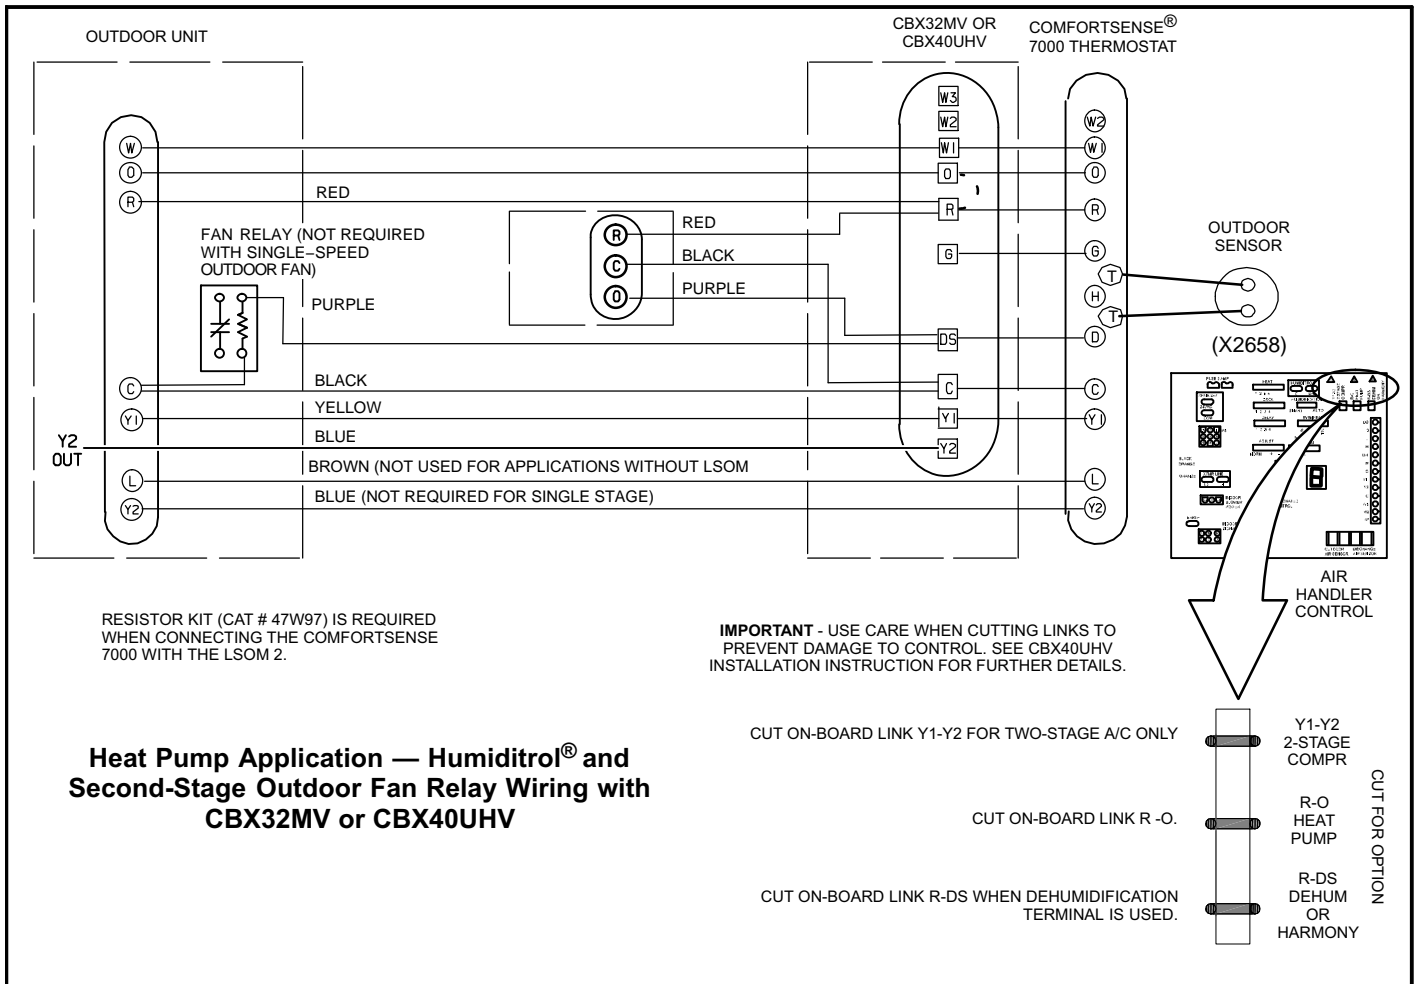 OUTDOOR UNIT
CBX32MV OR
CBX40UHV
COMFORTSENSE®
7000 THERMOSTAT
W3
W2
W2
W
W1
W1
O
O
O
R
RED
R
R
FAN RELAY (NOT REQUIRED
WITH SINGLE–SPEED
OUTDOOR FAN)
R
RED
C
BLACK
O
PURPLE
PURPLE
G
G
T
H
T
DS
D
OUTDOOR
SENSOR
(X2658)
C
BLACK
C
C
Y1
YELLOW
Y1
Y1
Y2
OUT
BLUE
Y2
BROWN (NOT USED FOR APPLICATIONS WITHOUT LSOM
L
L
BLUE (NOT REQUIRED FOR SINGLE STAGE)
Y2
Y2
AIR
HANDLER
CONTROL
RESISTOR KIT (CAT # 47W97) IS REQUIRED
WHEN CONNECTING THE COMFORTSENSE
7000 WITH THE LSOM 2.
IMPORTANT - USE CARE WHEN CUTTING LINKS TO
PREVENT DAMAGE TO CONTROL. SEE CBX40UHV
INSTALLATION INSTRUCTION FOR FURTHER DETAILS.
Heat Pump Application — Humiditrol® and
Second-Stage Outdoor Fan Relay Wiring with
CBX32MV or CBX40UHV
CUT ON-BOARD LINK Y1-Y2 FOR TWO-STAGE A/C ONLY
Y1-Y2
2-STAGE
COMPR
CUT ON-BOARD LINK R -O.
R-O
HEAT
PUMP
CUT ON-BOARD LINK R-DS WHEN DEHUMIDIFICATION
TERMINAL IS USED.
R-DS
DEHUM
OR
HARMONY
CUT FOR OPTION